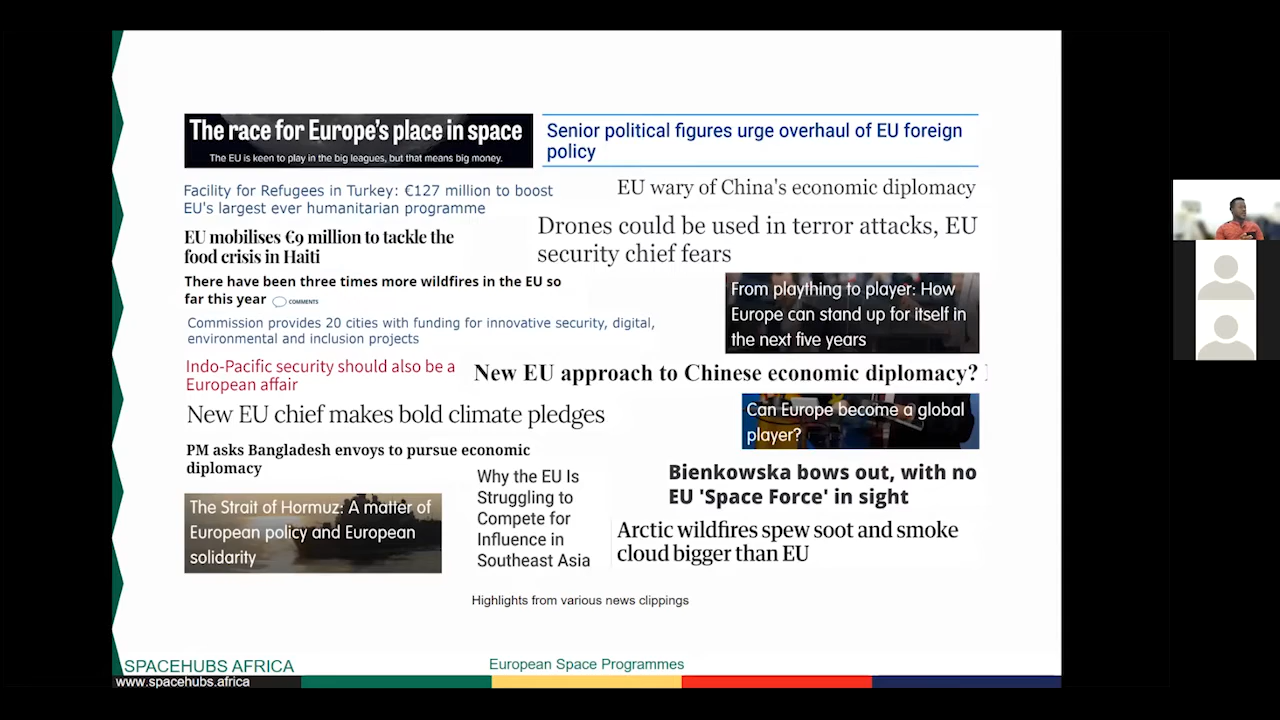 The race for Europe's place in space
The EU is keen to play in the big leagues, but that means big money.
Senior political figures urge overhaul of EU foreign
policy
Facility for Refugees in Turkey: €127 million to boost
EU's largest ever humanitarian programme
EU wary of China's economic diplomacy
EU mobilises €9 million to tackle the
food crisis in Haiti
Drones could be used in terror attacks, EU
security chief fears
There have been three times more wildfires in the EU so
far this year COMMENTS
From plaything to player: How
Europe can stand up for itself in
the next five years
Commission provides 20 cities with funding for innovative security, digital,
environmental and inclusion projects
Indo-Pacific security should also be a
European affair
New EU approach to Chinese economic diplomacy?
New EU chief makes bold climate pledges
Can Europe become a global
player?
PM asks Bangladesh envoys to pursue economic
diplomacy
Why the EU Is
Struggling to
Compete for
Influence in
Southeast Asia
Bienkowska bows out, with no
EU 'Space Force' in sight
The Strait of Hormuz: A matter of
European policy and European
solidarity
Arctic wildfires spew soot and smoke
cloud bigger than EU
Highlights from various news clippings
SPACEHUBS AFRICA
European Space Programmes
www.spacehubs.africa